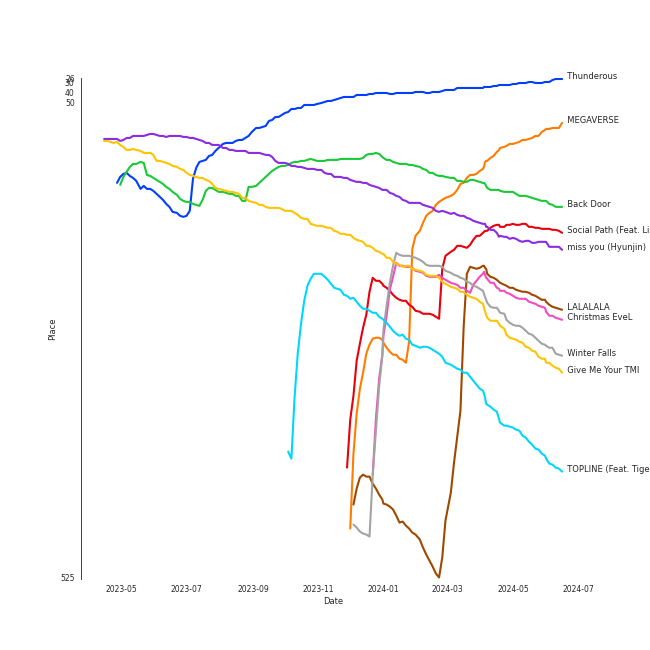 26
30
40
50
Thunderous
MEGAVERSE
Back Door
Social Path (Feat. Li
miss you (Hyunjin)
LALALALA
Christmas EveL
Winter Falls
Give Me Your TMI
TOPLINE (Feat. Tige
Place
525
2023-05
2023-07
2023-09
2023-11
2024-01
2024-03
2024-05
2024-07
Date